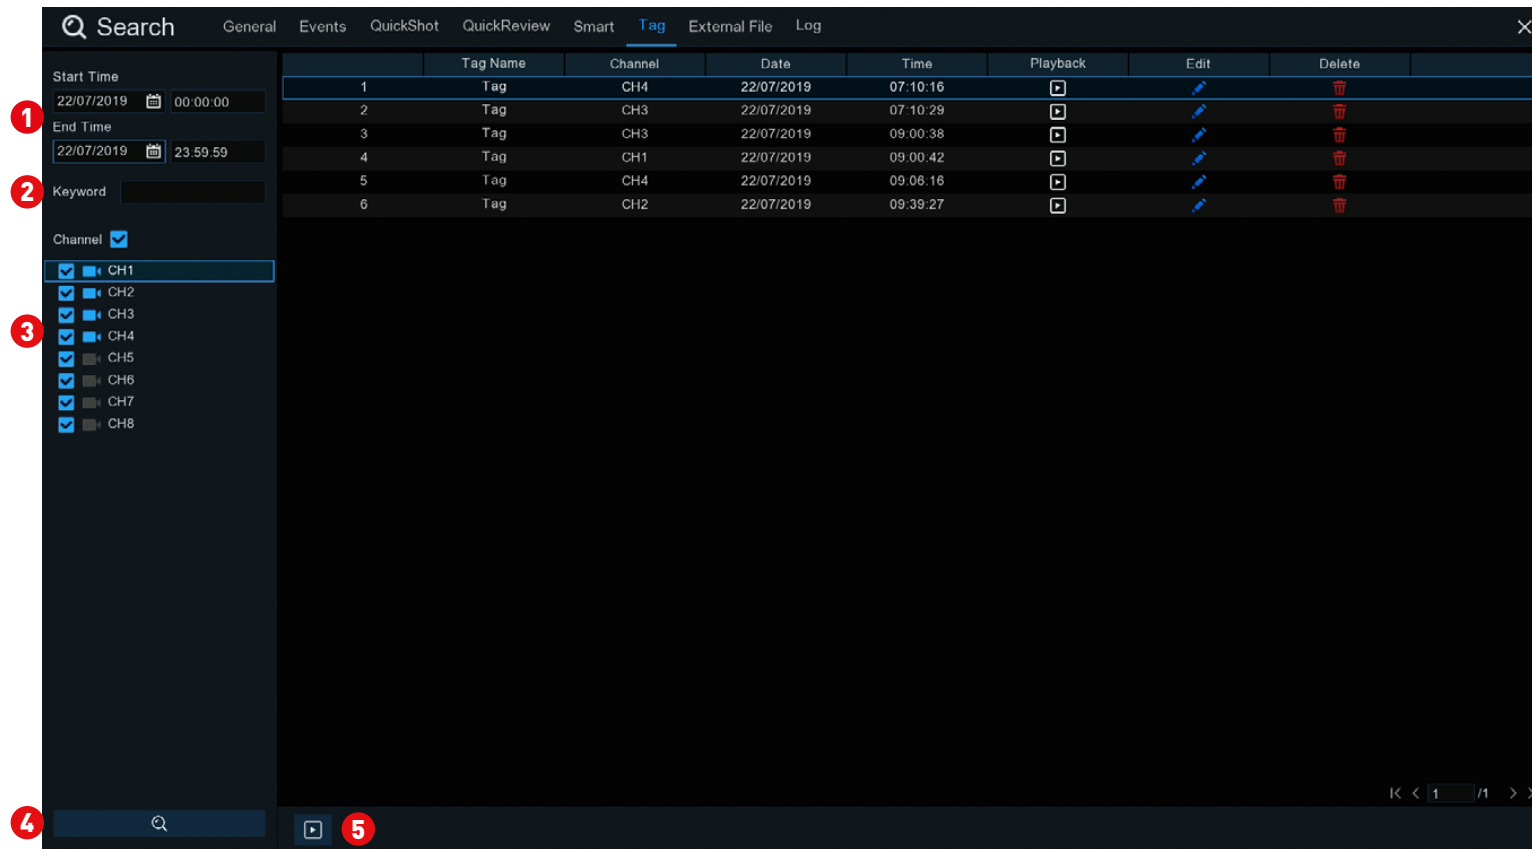 Search General Events QuickShot QuickReview Smart Tag External File Log
Tag Name Channel Date Time Playback Edit Delete
Start Time
1 Tag CH4 22/07/2019 07:10:16
22/07/2019 00:00:00
1
2 Tag CH3 22/07/2019 07:10:29
End Time
3 Tag CH3 22/07/2019 09:00:38
22/07/2019 23:59:59
4 Tag CH1 22/07/2019 09:00:42
5 Tag CH4 22/07/2019 09:06:16
2 Keyword
6 Tag CH2 22/07/2019 09:39:27
Channel
CH1
CH2
CH3
3
CH4
CH5
CH6
CH7
CH8
1 /1
4
5